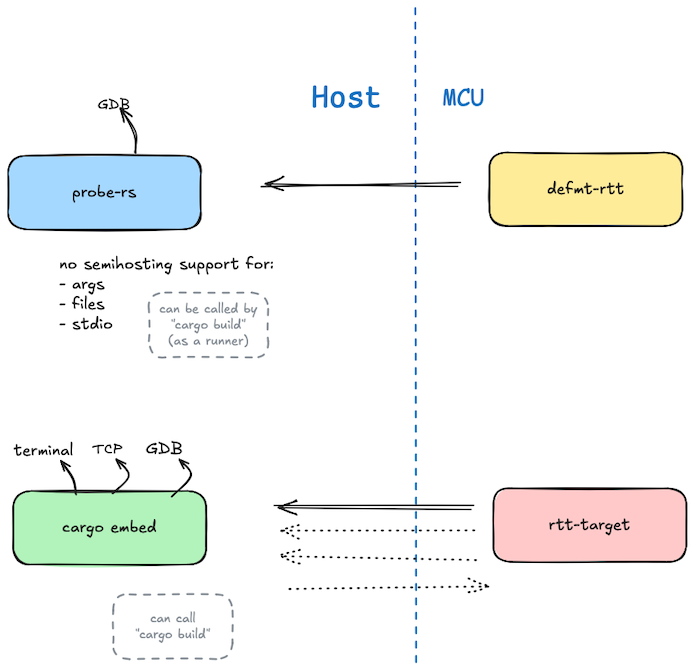 Host
MCU
GDB
probe-rs
defmt-rtt
no semihosting support for:
- args
- files
- stdio
can be called by
"cargo build"
(as a runner)
terminal
TCP
GDB
cargo embed
rtt-target
can call
"cargo build"